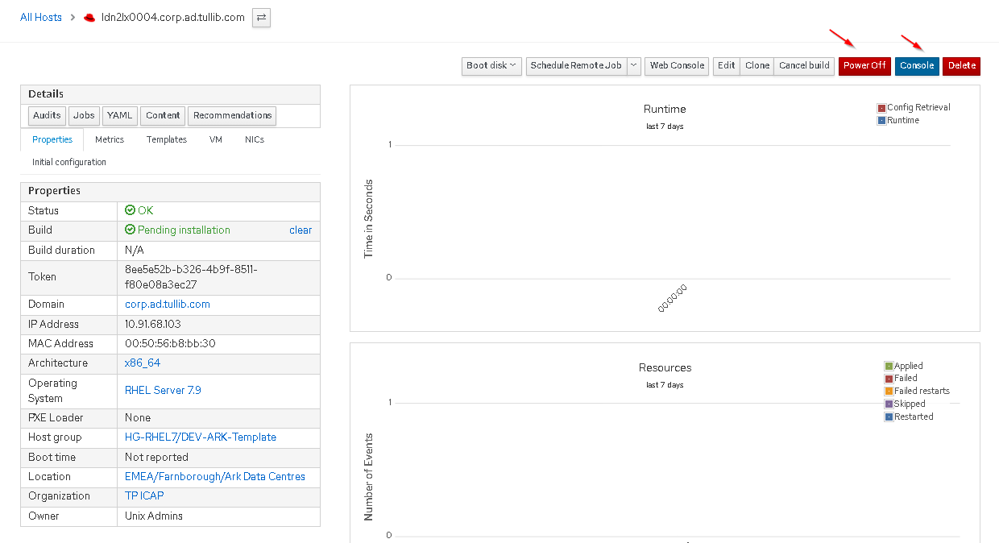 All Hosts > ldn2lx0004.corp.ad.tullib.com
Boot disk Schedule Remote Job Web Console Edit Clone Cancel build Power Off Console Delete
Details
Audits Jobs YAML Content Recommendations
Properties Metrics Templates VM NICs
Initial configuration
Properties
Status OK
Build Pending installation clear
Build duration N/A
Token 8ee5e52b-b326-4b9f-8511-
f80e08a3ec27
Domain corp.ad.tullib.com
IP Address 10.91.68.103
MAC Address 00:50:56:b8:bb:30
Architecture x86_64
Operating
System RHEL Server 7.9
PXE Loader None
Host group HG-RHEL7/DEV-ARK-Template
Boot time Not reported
Location EMEA/Farnborough/Ark Data Centres
Organization TP ICAP
Owner Unix Admins
Runtime
last 7 days
Config Retrieval
Runtime
1
Time in Seconds
0
00:00:00
Resources
last 7 days
Applied
Failed
Failed restarts
Skipped
Restarted
1
Number of Events
0